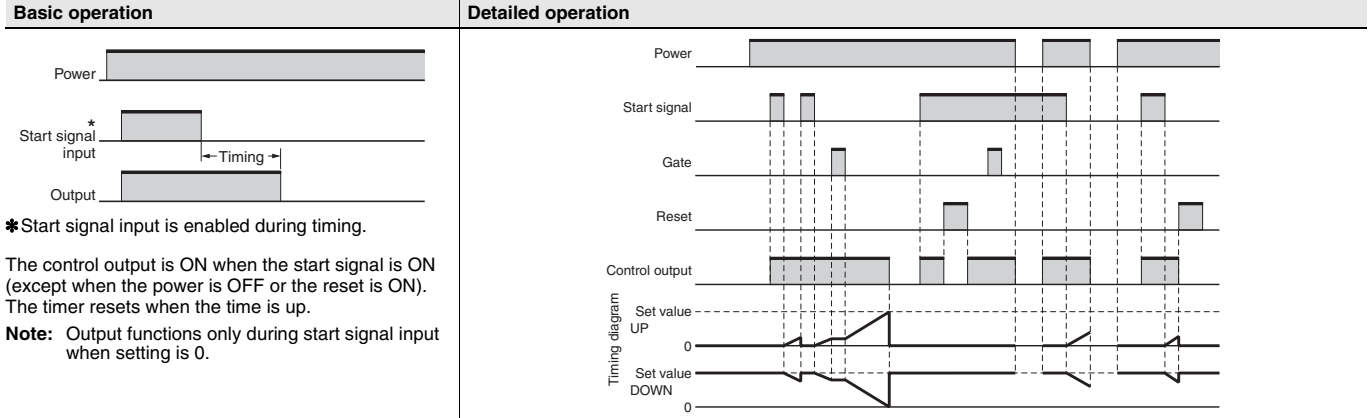 Basic operation
Detailed operation
Power
*
Start signal
input
Timing
Output
✱Start signal input is enabled during timing.
The control output is ON when the start signal is ON
(except when the power is OFF or the reset is ON).
The timer resets when the time is up.
Note: Output functions only during start signal input
when setting is 0.
Power
Start signal
Gate
Reset
Control output
Timing diagram
Set value
UP
0
Set value
DOWN
0